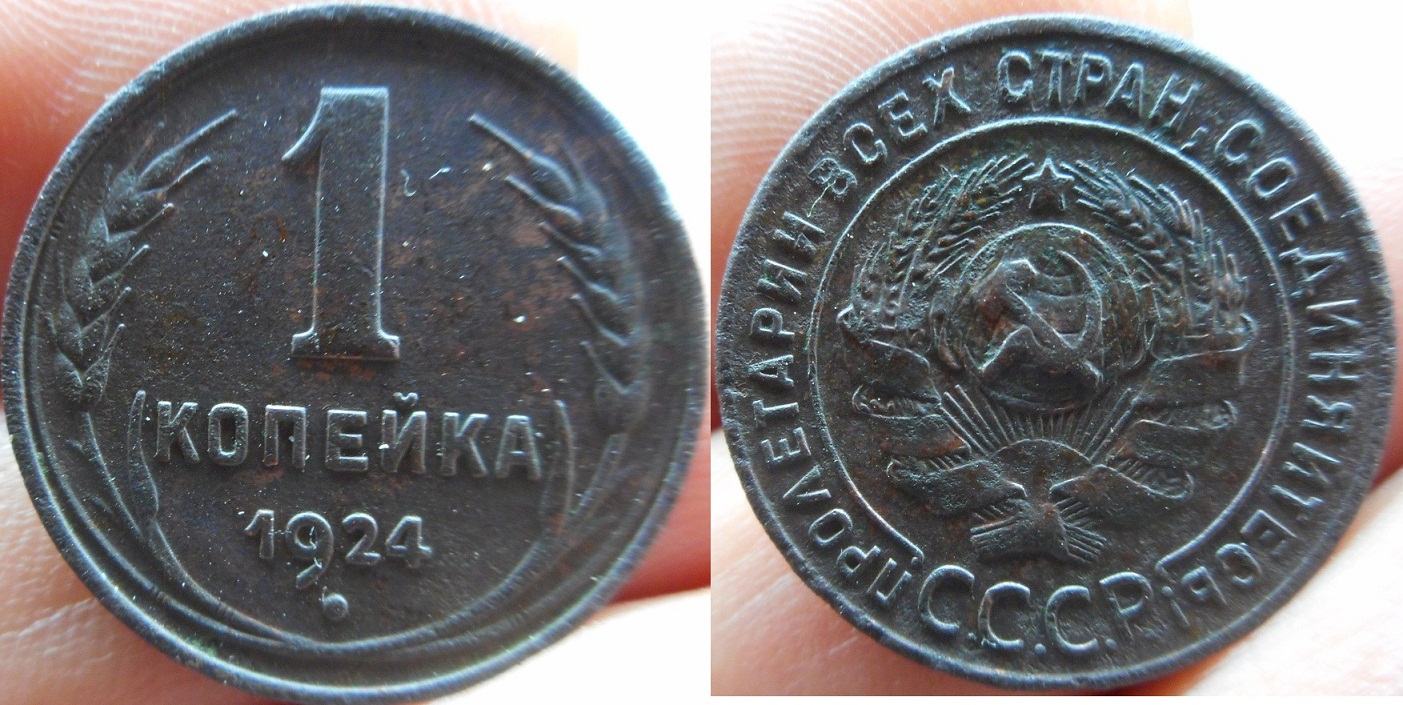 1
КОПЕЙКА
1924
ПРОЛЕТАРИИ ВСЕХ СТРАН, СОЕДИНЯЙТЕСЬ!
С.С.С.Р.